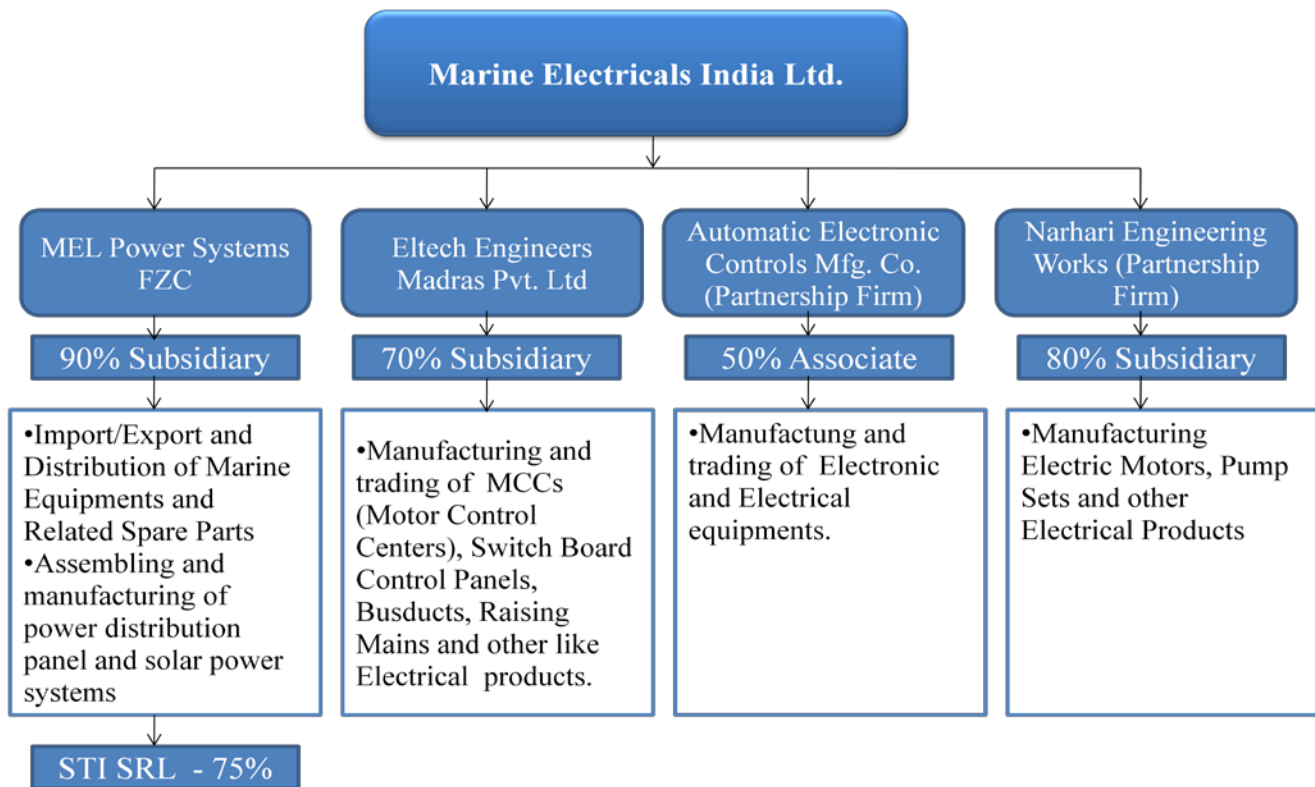 Marine Electricals India Ltd.
MEL Power Systems
FZC
Eltech Engineers
Madras Pvt. Ltd
Automatic Electronic
Controls Mfg. Co.
(Partnership Firm)
Narhari Engineering
Works (Partnership
Firm)
90% Subsidiary
70% Subsidiary
50% Associate
80% Subsidiary
•Import/Export and
Distribution of Marine
Equipments and
Related Spare Parts
•Assembling and
manufacturing of
power distribution
panel and solar power
systems
•Manufacturing and
trading of MCCs
(Motor Control
Centers), Switch Board
Control Panels,
Busducts, Raising
Mains and other like
Electrical products.
•Manufactung and
trading of Electronic
and Electrical
equipments.
•Manufacturing
Electric Motors, Pump
Sets and other
Electrical Products
STI SRL - 75%